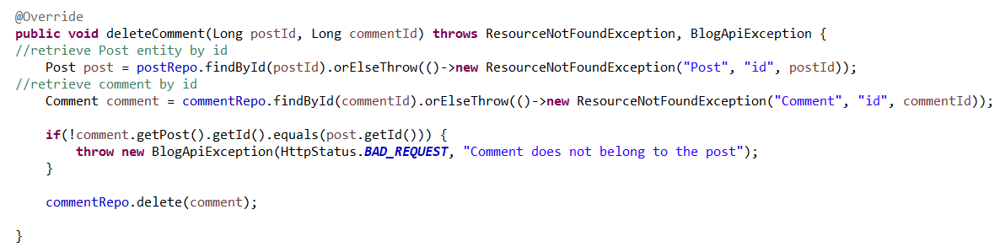 @Override
public void deleteComment(Long postId, Long commentId) throws ResourceNotFoundException, BlogApiException {
//retrieve Post entity by id
    Post post = postRepo.findById(postId).orElseThrow(()->new ResourceNotFoundException("Post", "id", postId));
//retrieve comment by id
    Comment comment = commentRepo.findById(commentId).orElseThrow(()->new ResourceNotFoundException("Comment", "id", commentId));
    if(!comment.getPost().getId().equals(post.getId())) {
        throw new BlogApiException(HttpStatus.BAD_REQUEST, "Comment does not belong to the post");
    }
    commentRepo.delete(comment);
}